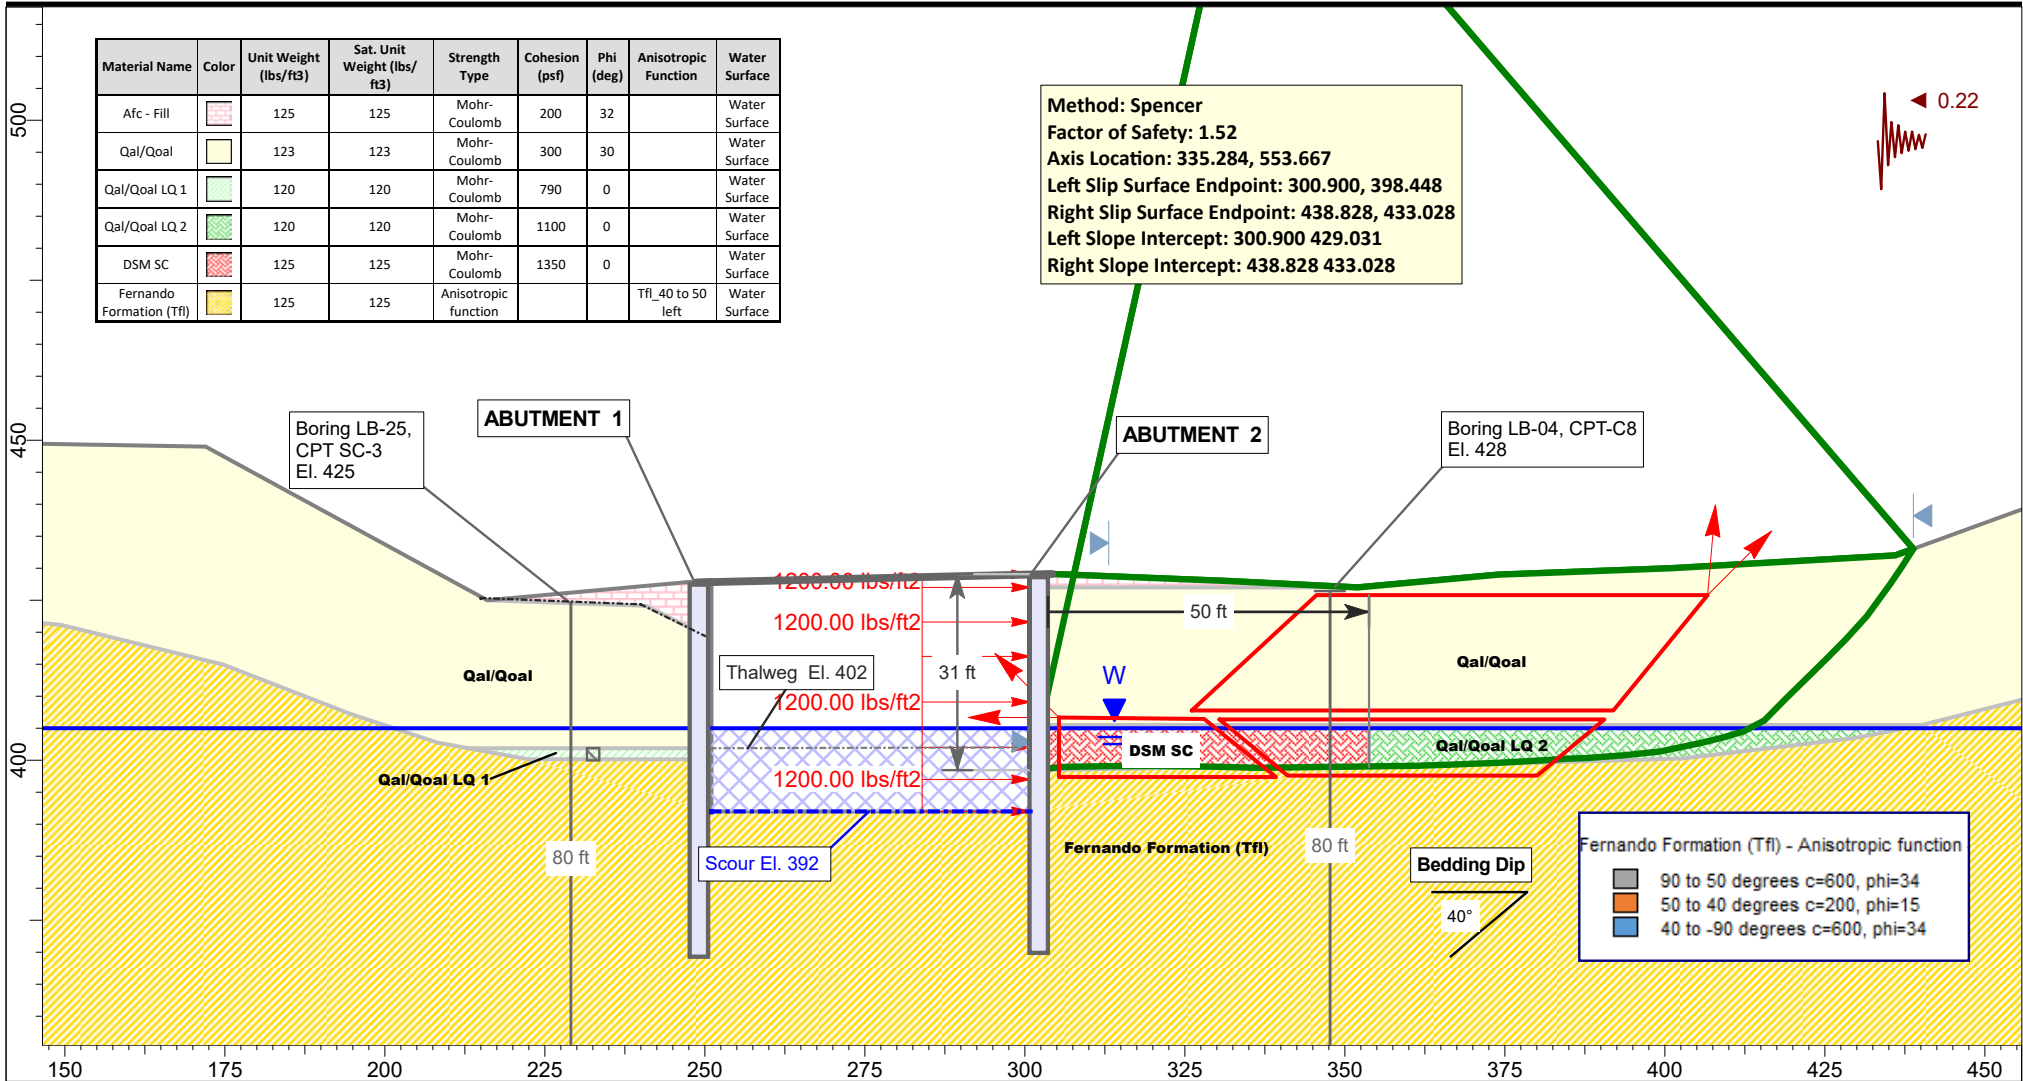 Material Name Color Unit Weight (lbs/ft3) Sat. Unit Weight (lbs/ ft3) Strength Type Cohesion (psf) Phi (deg) Anisotropic Function Water Surface
Afc - Fill 125 125 Mohr-Coulomb 200 32 Water Surface
Qal/Qoal 123 123 Mohr-Coulomb 300 30 Water Surface
Qal/Qoal LQ 1 120 120 Mohr-Coulomb 790 0 Water Surface
Qal/Qoal LQ 2 120 120 Mohr-Coulomb 1100 0 Water Surface
DSM SC 125 125 Mohr-Coulomb 1350 0 Water Surface
Fernando Formation (Tfl) 125 125 Anisotropic function Tfl_40 to 50 left Water Surface
Method: Spencer
Factor of Safety: 1.52
Axis Location: 335.284, 553.667
Left Slip Surface Endpoint: 300.900, 398.448
Right Slip Surface Endpoint: 438.828, 433.028
Left Slope Intercept: 300.900 429.031
Right Slope Intercept: 438.828 433.028
0.22
500
450
400
Boring LB-25,
CPT SC-3
El. 425
ABUTMENT 1
ABUTMENT 2
Boring LB-04, CPT-C8
El. 428
1200.00 lbs/ft2
1200.00 lbs/ft2
1200.00 lbs/ft2
1200.00 lbs/ft2
31 ft
50 ft
Thalweg El. 402
W
Qal/Qoal
Qal/Qoal
DSM SC
Qal/Qoal LQ 2
Qal/Qoal LQ 1
Scour El. 392
80 ft
80 ft
Fernando Formation (Tfl)
Bedding Dip
40°
Fernando Formation (Tfl) - Anisotropic function
90 to 50 degrees c=600, phi=34
50 to 40 degrees c=200, phi=15
40 to -90 degrees c=600, phi=34
150 175 200 225 250 275 300 325 350 375 400 425 450